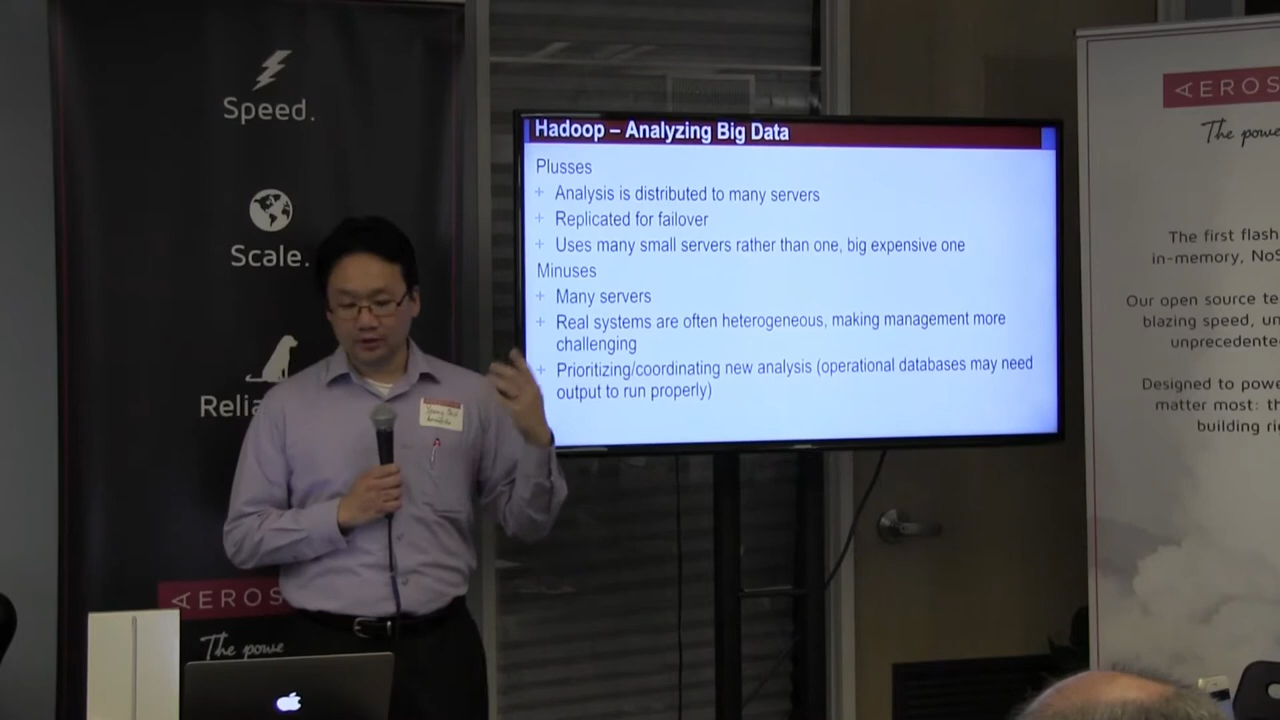 Speed.
Scale.
Relia
AEROS
The powe
Hadoop – Analyzing Big Data
Plusses
+ Analysis is distributed to many servers
+ Replicated for failover
+ Uses many small servers rather than one, big expensive one
Minuses
+ Many servers
+ Real systems are often heterogeneous, making management more
challenging
+ Prioritizing/coordinating new analysis (operational databases may need
output to run properly)
AEROS
The powe
The first flash
in-memory, NoS
Our open source te
blazing speed, un
unprecedente
Designed to powe
matter most: th
building ri